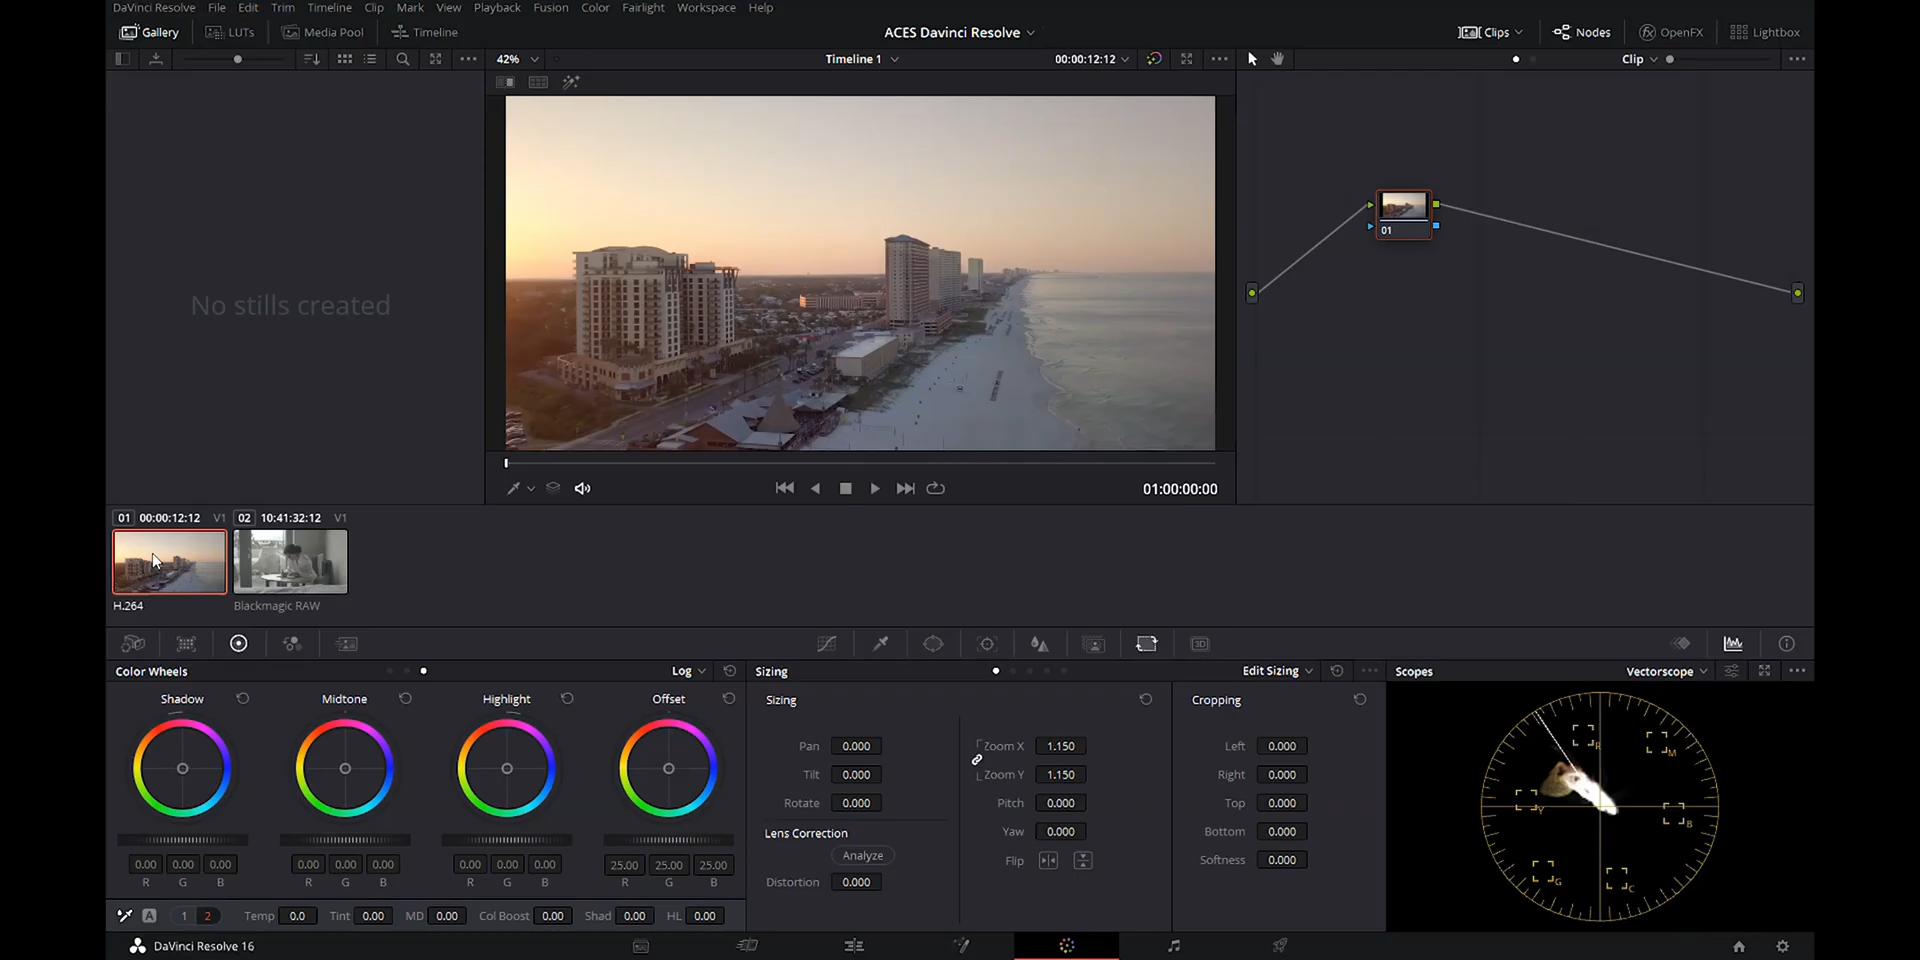 DaVinci Resolve File Edit Trim Timeline Clip Mark View Playback Fusion Color Fairlight Workspace Help
Gallery LUTs Media Pool Timeline ACES Davinci Resolve Clips Nodes OpenFX Lightbox
42% Timeline 1 00:00:12:12 Clip
01
No stills created
01:00:00:00
01 00:00:12:12 V1 02 10:41:32:12 V1
H.264 Blackmagic RAW
Color Wheels Log Sizing Edit Sizing Scopes Vectorscope
Shadow Midtone Highlight Offset Sizing Cropping
Pan 0.000 Zoom X 1.150 Left 0.000
Tilt 0.000 Zoom Y 1.150 Right 0.000
Rotate 0.000 Pitch 0.000 Top 0.000
Lens Correction Yaw 0.000 Bottom 0.000
Analyze Flip Softness 0.000
Distortion 0.000
0.00 0.00 0.00 0.00 0.00 0.00 0.00 0.00 0.00 25.00 25.00 25.00
R G B R G B R G B R G B
R M Y B G C
A 1 2 Temp 0.0 Tint 0.00 MD 0.00 Col Boost 0.00 Shad 0.00 HL 0.00
DaVinci Resolve 16